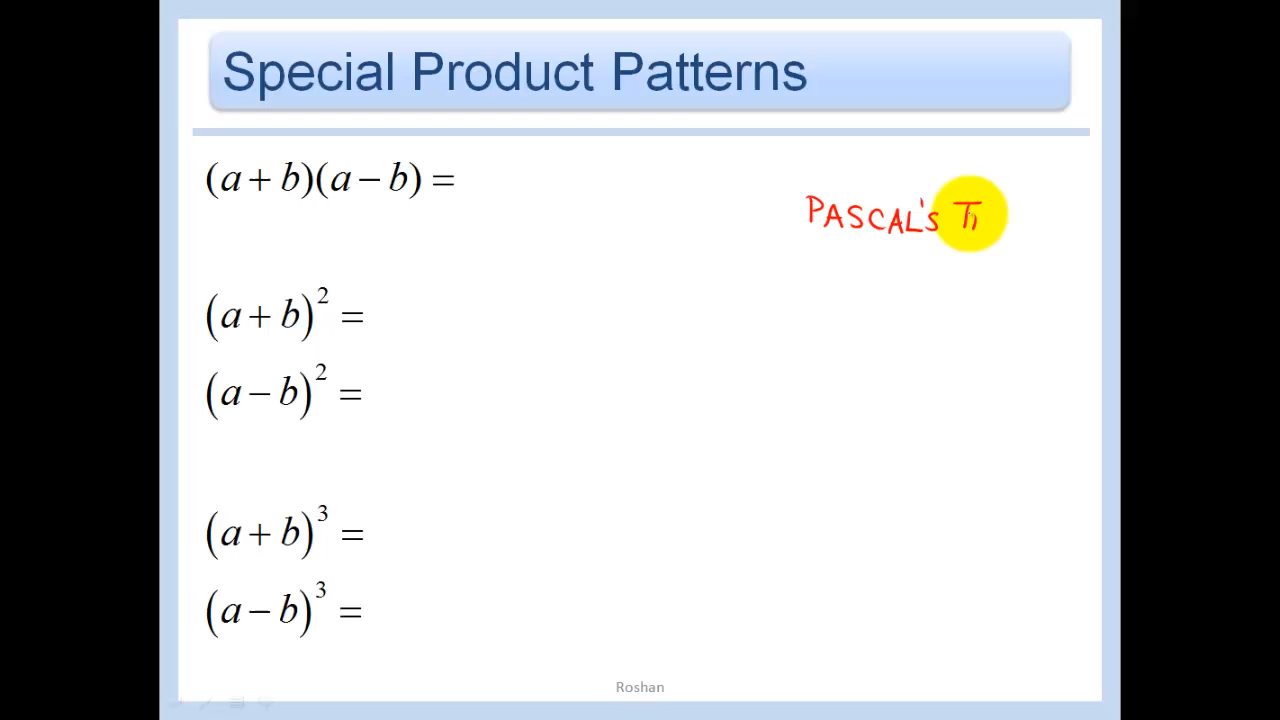 Special Product Patterns
(a + b)(a − b) =
PASCAL'S
(a + b)² =
(a − b)² =
(a + b)³ =
(a − b)³ =
Roshan